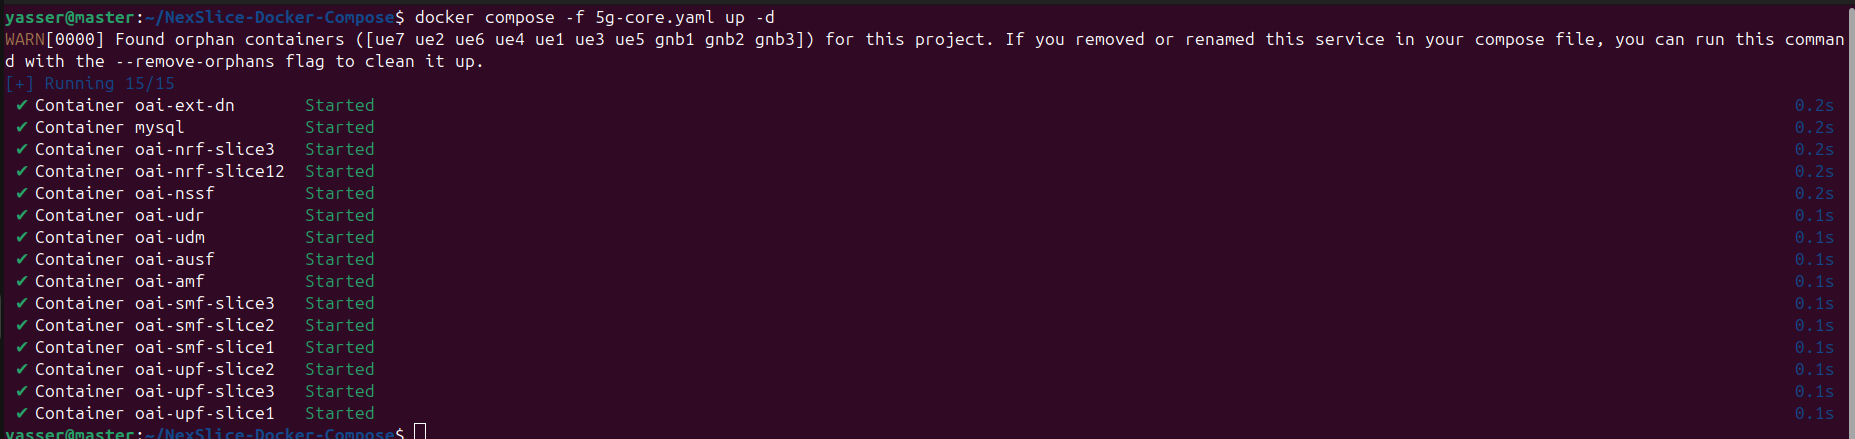 yasser@master:~/NexSlice-Docker-Compose$ docker compose -f 5g-core.yaml up -d
WARN[0000] Found orphan containers ([ue7 ue2 ue6 ue4 ue1 ue3 ue5 gnb1 gnb2 gnb3]) for this project. If you removed or renamed this service in your compose file, you can run this comman
d with the --remove-orphans flag to clean it up.
[+] Running 15/15
✔ Container oai-ext-dn Started 0.2s
✔ Container mysql Started 0.2s
✔ Container oai-nrf-slice3 Started 0.2s
✔ Container oai-nrf-slice12 Started 0.2s
✔ Container oai-nssf Started 0.2s
✔ Container oai-udr Started 0.1s
✔ Container oai-udm Started 0.1s
✔ Container oai-ausf Started 0.1s
✔ Container oai-amf Started 0.1s
✔ Container oai-smf-slice3 Started 0.1s
✔ Container oai-smf-slice2 Started 0.1s
✔ Container oai-smf-slice1 Started 0.1s
✔ Container oai-upf-slice2 Started 0.1s
✔ Container oai-upf-slice3 Started 0.1s
✔ Container oai-upf-slice1 Started 0.1s
yasser@master:~/NexSlice-Docker-Compose$